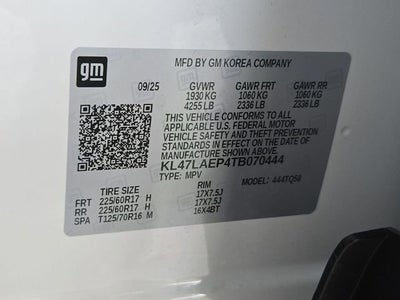 gm
MFD BY GM KOREA COMPANY
09/25 GVWR GAWR FRT GAWR RR
1930 KG 1060 KG 1060 KG
4255 LB 2336 LB 2336 LB
THIS VEHICLE CONFORMS TO ALL
APPLICABLE U.S. FEDERAL MOTOR
VEHICLE SAFETY AND THEFT
PREVENTION STANDARDS IN EFFECT
ON THE DATE OF MANUFACTURE
SHOWN ABOVE.
KL47LAEP4TB070444
TYPE: MPV MODEL: 444TQ58
TIRE SIZE RIM
FRT 225/60R17 H 17X7.5J
RR 225/60R17 H 17X7.5J
SPA T125/70R16 M 16X4BT